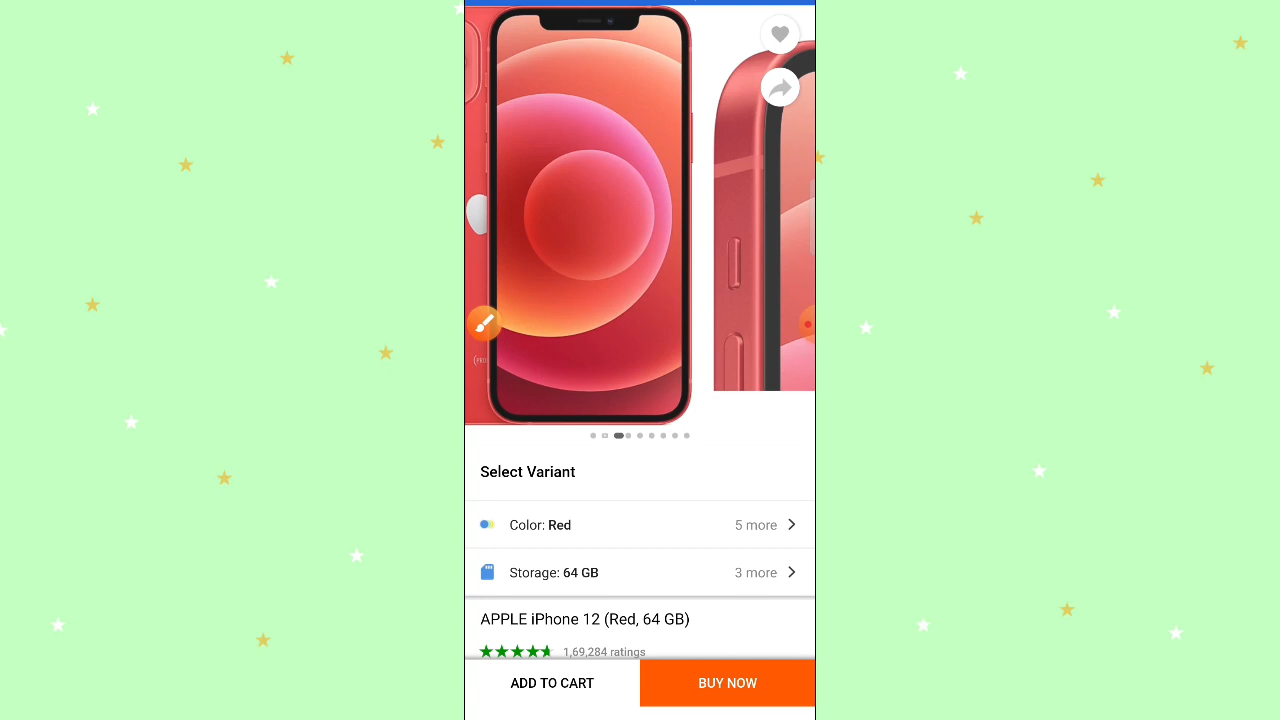 Select Variant
Color: Red 5 more
Storage: 64 GB 3 more
APPLE iPhone 12 (Red, 64 GB)
1,69,284 ratings
ADD TO CART BUY NOW